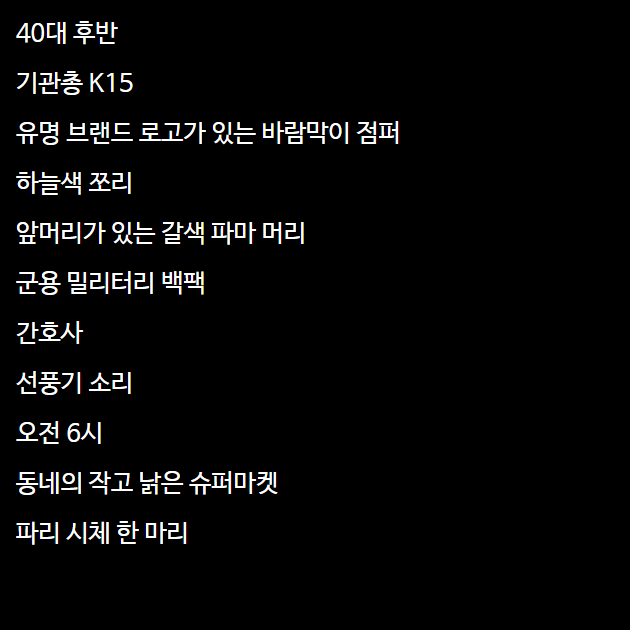 40대 후반
기관총 K15
유명 브랜드 로고가 있는 바람막이 점퍼
하늘색 쪼리
앞머리가 있는 갈색 파마 머리
군용 밀리터리 백팩
간호사
선풍기 소리
오전 6시
동네의 작고 낡은 슈퍼마켓
파리 시체 한 마리